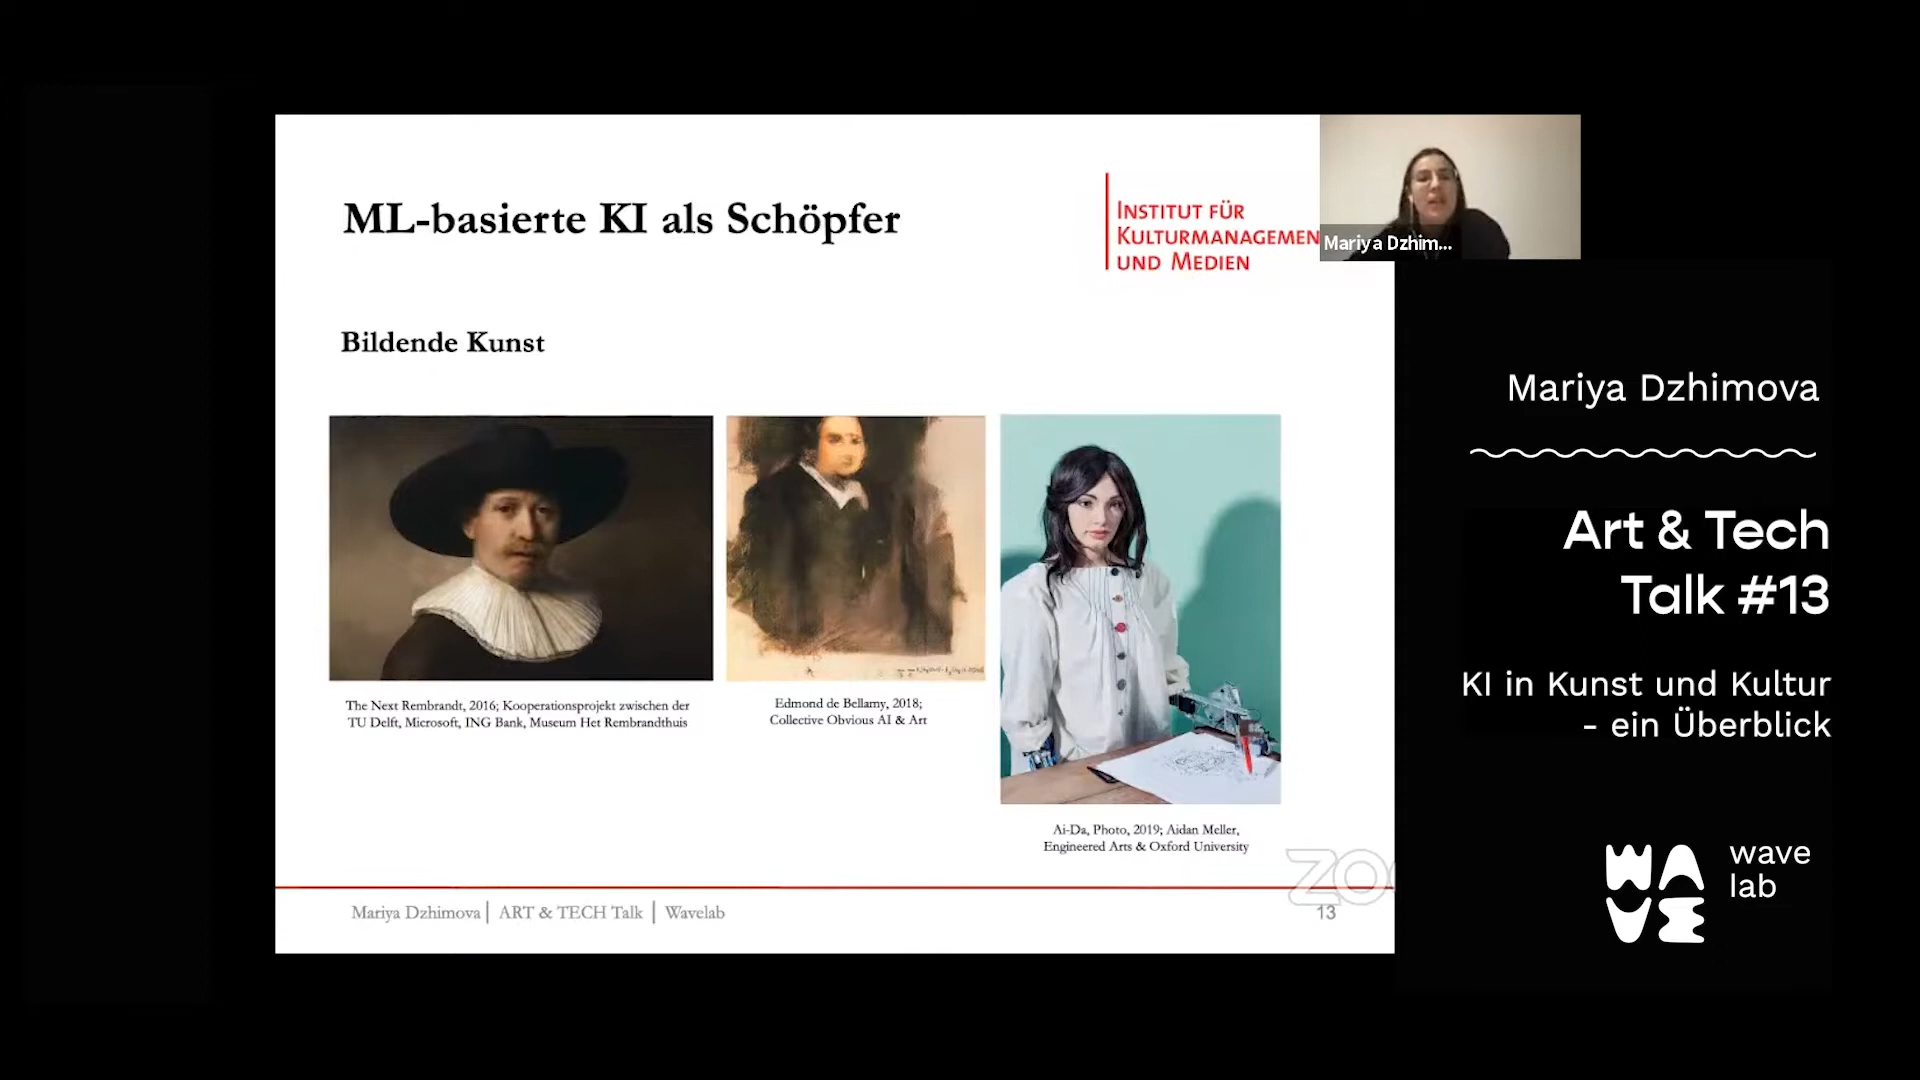 ML-basierte KI als Schöpfer
INSTITUT FÜR
KULTURMANAGEMEN
UND MEDIEN
Mariya Dzhim...
Bildende Kunst
The Next Rembrandt, 2016; Kooperationsprojekt zwischen der
TU Delft, Microsoft, ING Bank, Museum Het Rembrandthuis
Edmond de Bellamy, 2018;
Collective Obvious AI & Art
Ai-Da, Photo, 2019; Aidan Meller,
Engineered Arts & Oxford University
ZO
Mariya Dzhimova | ART & TECH Talk | Wavelab
13
Mariya Dzhimova
Art & Tech
Talk #13
KI in Kunst und Kultur
- ein Überblick
WAVE
wave
lab